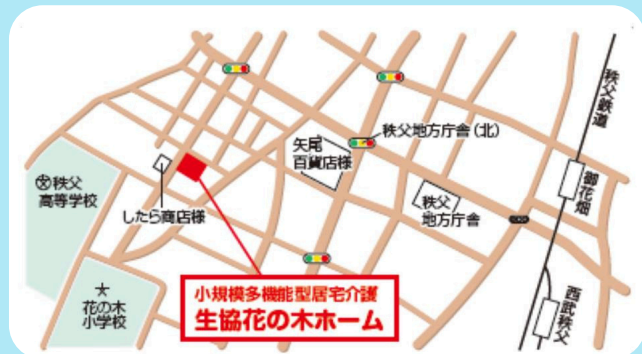 秩父鉄道
秩父地方庁舎(北)
矢尾
百貨店様
御花畑
秩父
高等学校
したら商店様
秩父
地方庁舎
花の木
小学校
小規模多機能型居宅介護
生協花の木ホーム
西武秩父